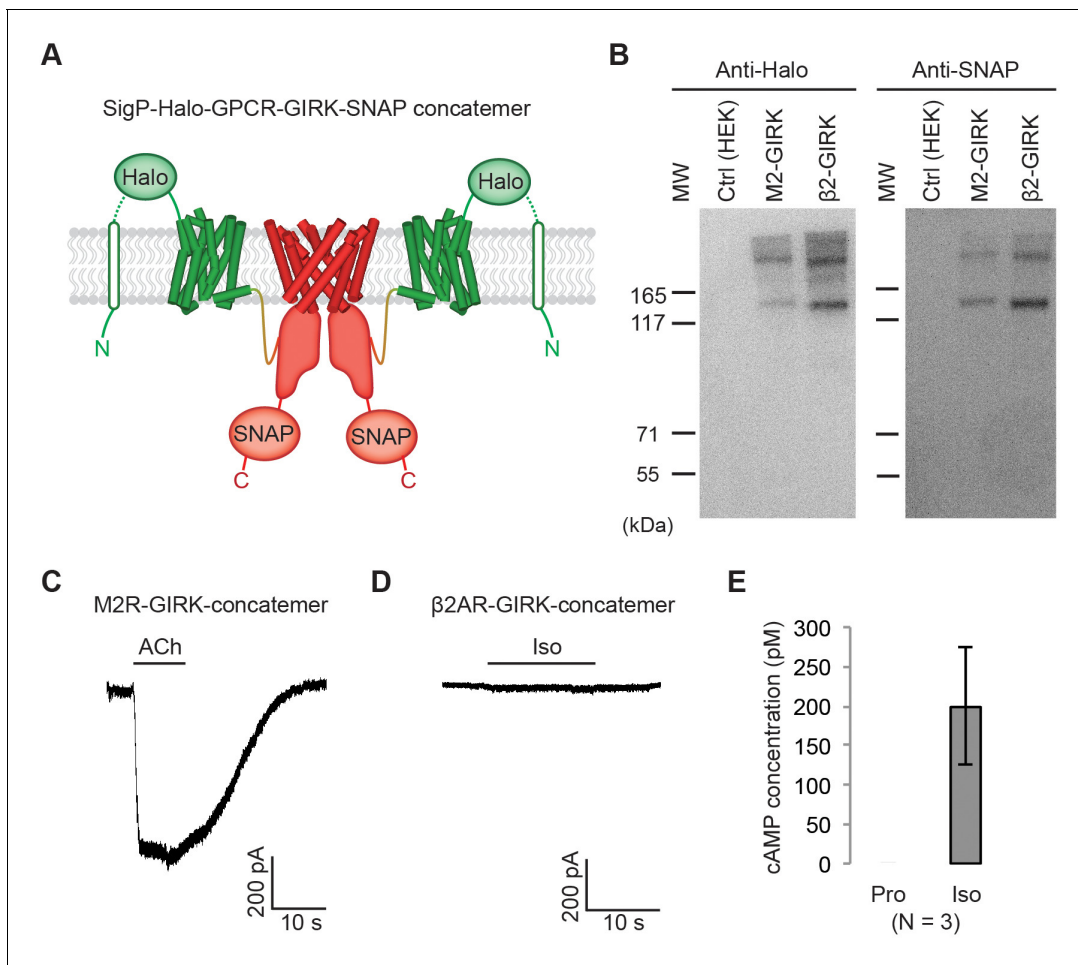 A
SigP-Halo-GPCR-GIRK-SNAP concatemer
Halo
Halo
N
N
SNAP
SNAP
C
C
B
Anti-Halo
Anti-SNAP
MW
Ctrl (HEK)
M2-GIRK
β2-GIRK
MW
Ctrl (HEK)
M2-GIRK
β2-GIRK
165
117
71
55
(kDa)
C
M2R-GIRK-concatemer
ACh
200 pA
10 s
D
β2AR-GIRK-concatemer
Iso
200 pA
10 s
E
cAMP concentration (pM)
300
250
200
150
100
50
0
Pro
Iso
(N = 3)